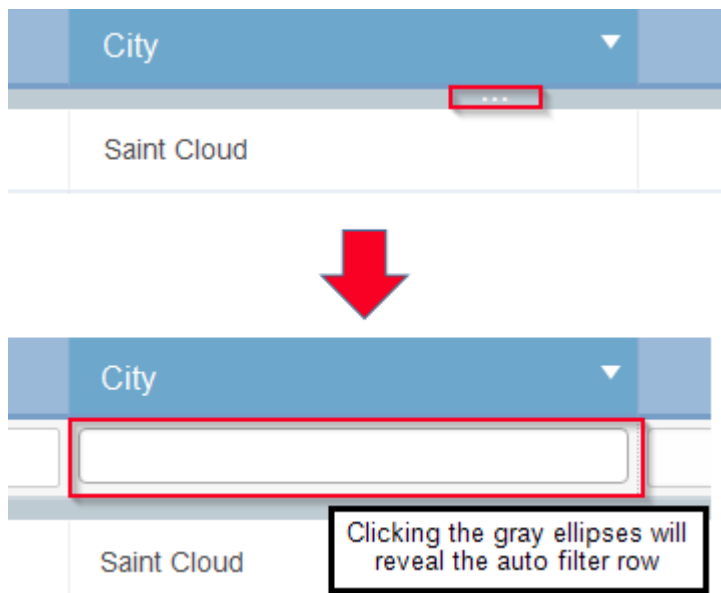 City
...
Saint Cloud
City
Saint Cloud
Clicking the gray ellipses will
reveal the auto filter row